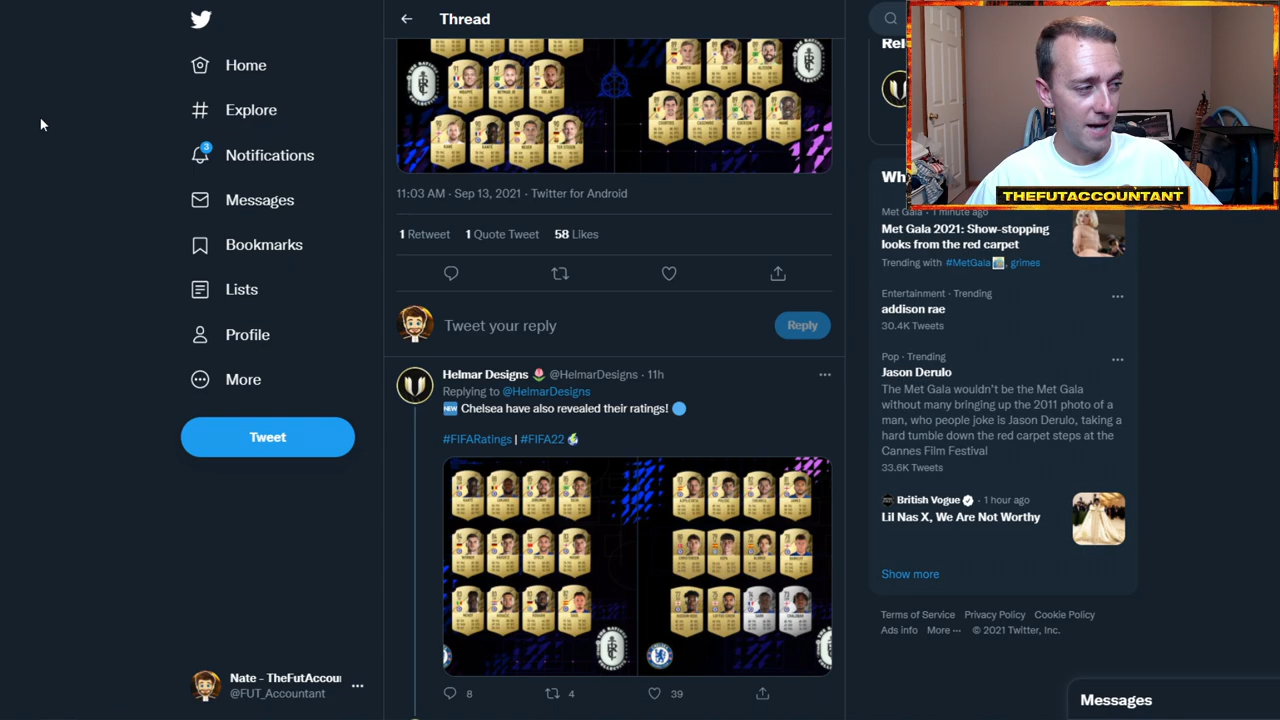 Thread
Home
Explore
3
Notifications
Messages
Bookmarks
Lists
Profile
More
Tweet
Nate - TheFutAccou
@FUT_Accountant
11:03 AM · Sep 13, 2021 · Twitter for Android
1 Retweet 1 Quote Tweet 58 Likes
Tweet your reply
Reply
Helmar Designs @HelmarDesigns · 11h
Replying to @HelmarDesigns
NEW Chelsea have also revealed their ratings!
#FIFARatings | #FIFA22
8 4 39
THEFUTACCOUNTANT
Met Gala · 1 minute ago
Met Gala 2021: Show-stopping
looks from the red carpet
Trending with #MetGala, grimes
Entertainment · Trending
addison rae
30.4K Tweets
Pop · Trending
Jason Derulo
The Met Gala wouldn't be the Met Gala
without many bringing up the 2011 photo of a
man, who people joke is Jason Derulo, taking a
hard tumble down the red carpet steps at the
Cannes Film Festival
33.6K Tweets
British Vogue · 1 hour ago
Lil Nas X, We Are Not Worthy
Show more
Terms of Service Privacy Policy Cookie Policy
Ads info More ··· © 2021 Twitter, Inc.
Messages